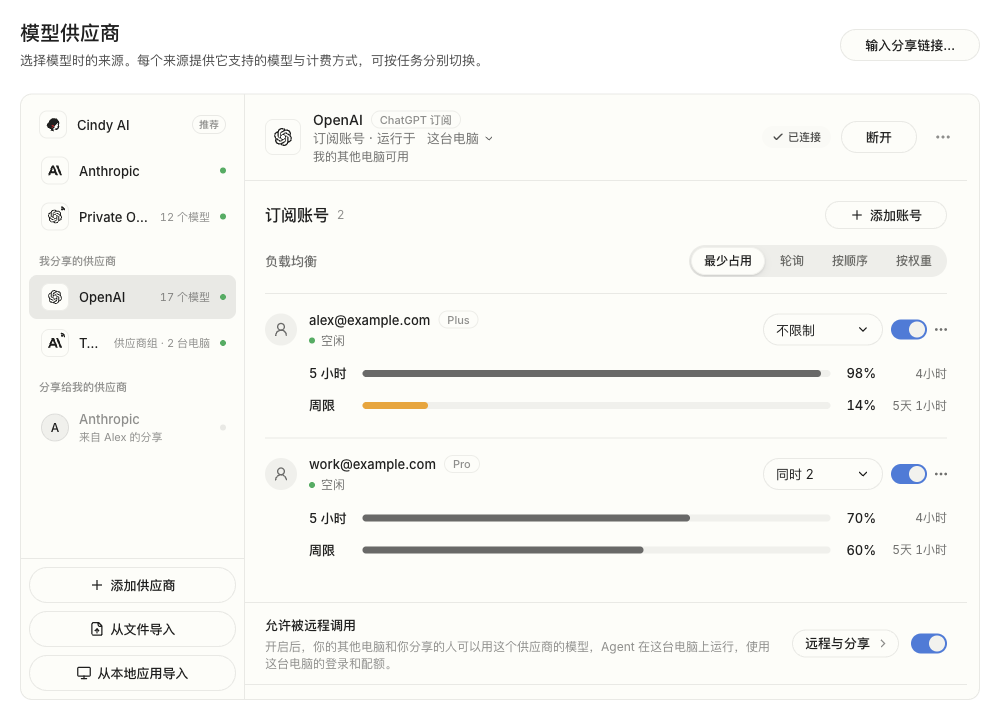 模型供应商
选择模型时的来源。每个来源提供它支持的模型与计费方式，可按任务分别切换。
输入分享链接...
Cindy AI 推荐
Anthropic
Private O... 12 个模型
我分享的供应商
OpenAI 17 个模型
T... 供应商组 · 2 台电脑
分享给我的供应商
A
Anthropic
来自 Alex 的分享
添加供应商
从文件导入
从本地应用导入
OpenAI ChatGPT 订阅
订阅账号 · 运行于 这台电脑
我的其他电脑可用
已连接
断开
订阅账号 2
添加账号
负载均衡
最少占用 轮询 按顺序 按权重
alex@example.com Plus
空闲
不限制
5 小时 98% 4小时
周限 14% 5天 1小时
work@example.com Pro
空闲
同时 2
5 小时 70% 4小时
周限 60% 5天 1小时
允许被远程调用
开启后，你的其他电脑和你分享的人可以用这个供应商的模型，Agent 在这台电脑上运行，使用
这台电脑的登录和配额。
远程与分享